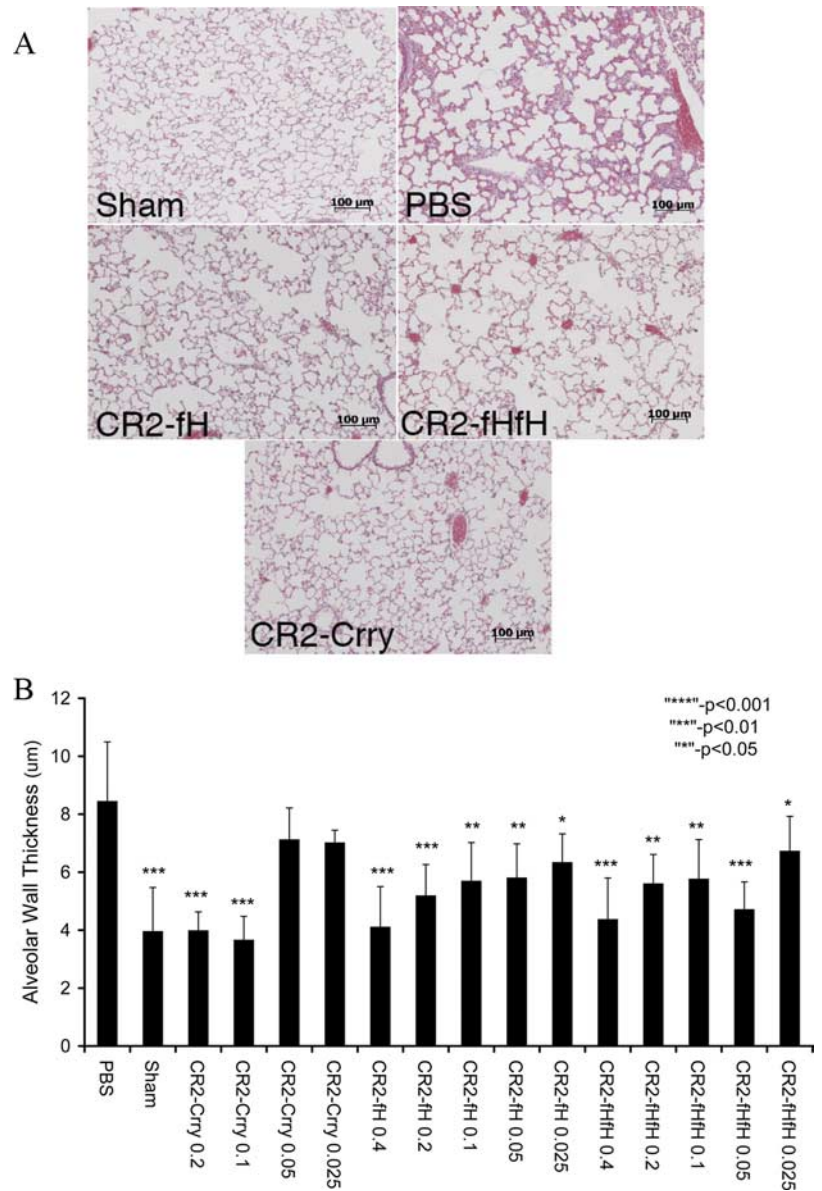 A
Sham
100 µm
PBS
100 µm
CR2-fH
100 µm
CR2-fHfH
100 µm
CR2-Crry
100 µm
B
"***"-p<0.001
"**"-p<0.01
"*"-p<0.05
Alveolar Wall Thickness (um)
12
10
8
6
4
2
0
***
***
***
***
***
**
**
*
***
**
**
***
*
PBS
Sham
CR2-Crry 0.2
CR2-Crry 0.1
CR2-Crry 0.05
CR2-Crry 0.025
CR2-fH 0.4
CR2-fH 0.2
CR2-fH 0.1
CR2-fH 0.05
CR2-fH 0.025
CR2-fHfH 0.4
CR2-fHfH 0.2
CR2-fHfH 0.1
CR2-fHfH 0.05
CR2-fHfH 0.025